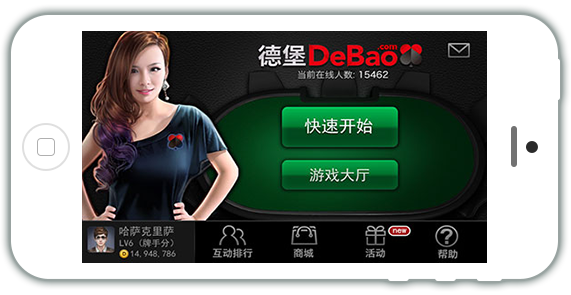 德堡DeBao.com
当前在线人数: 15462
快速开始
游戏大厅
哈萨克里萨
LV6（牌手分）
14,948,786
互动排行
商城
活动
new
帮助